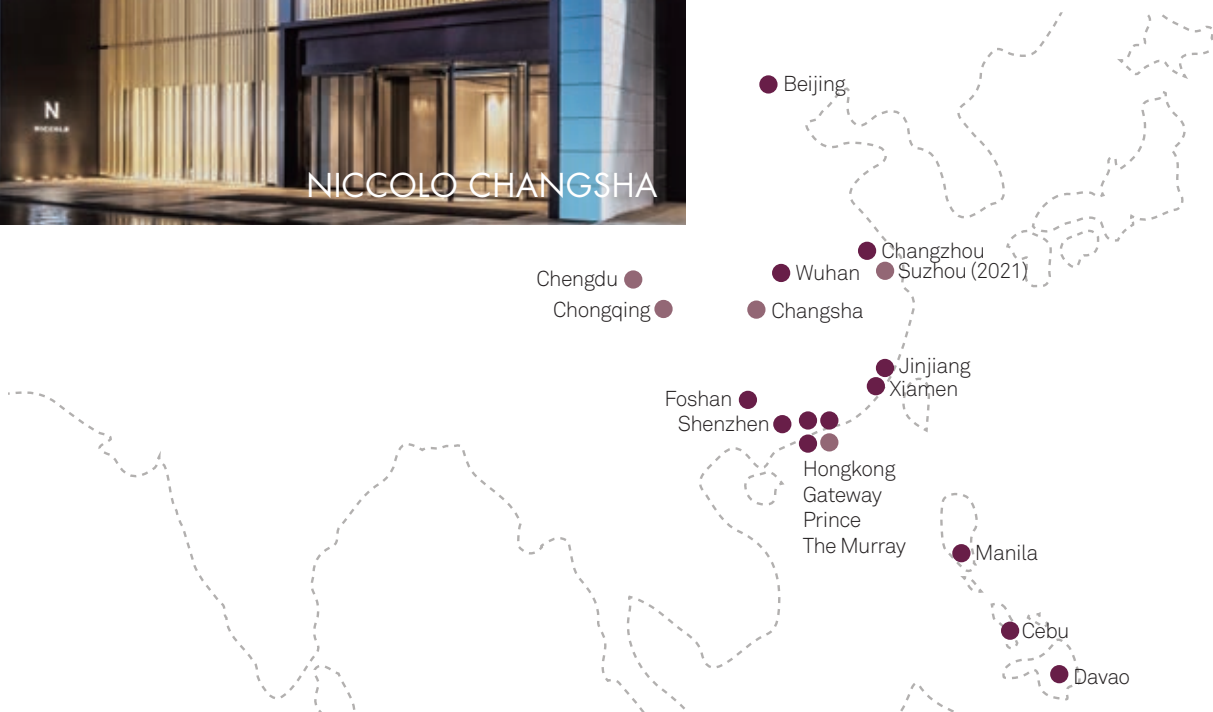 N
NICCOLO
NICCOLO CHANGSHA
Beijing
Changzhou
Suzhou (2021)
Wuhan
Chengdu
Chongqing
Changsha
Jinjiang
Xiamen
Foshan
Shenzhen
Hongkong
Gateway
Prince
The Murray
Manila
Cebu
Davao